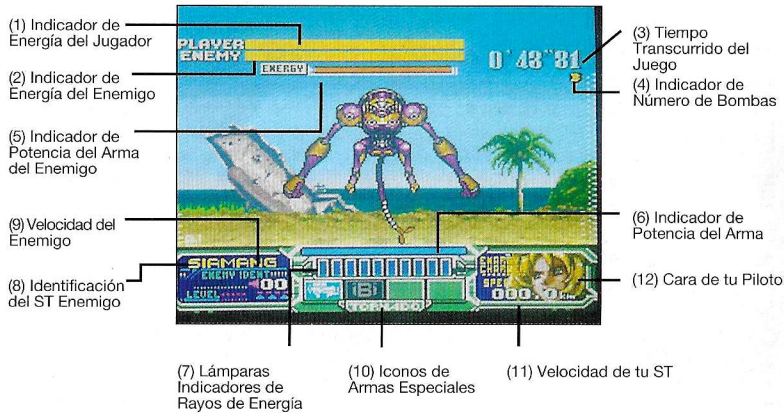 (1) Indicador de
Energía del Jugador
(2) Indicador de
Energía del Enemigo
(5) Indicador de
Potencia del Arma
del Enemigo
(9) Velocidad del
Enemigo
(8) Identificación
del ST Enemigo
PLAYER
ENEMY
ENERGY
0'43"81
(3) Tiempo
Transcurrido del
Juego
(4) Indicador de
Número de Bombas
(6) Indicador de
Potencia del Arma
(12) Cara de tu Piloto
SIAMANG
ENEMY IDENT
LEVEL
(7) Lámparas
Indicadores de
Rayos de Energía
(10) Iconos de
Armas Especiales
(11) Velocidad de tu ST